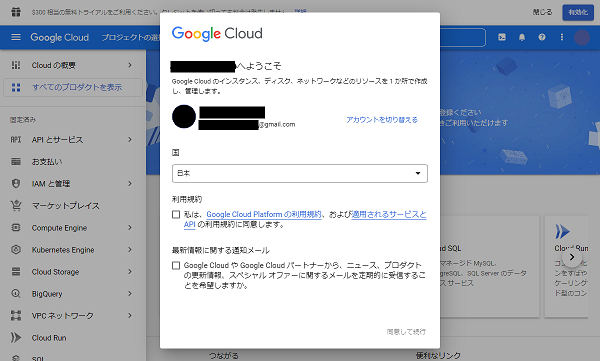 $300 相当の無料トライアルをご利用ください。
閉じる
有効化
Google Cloud
プロジェクトの選
Cloud の概要
すべてのプロダクトを表示
固定済み
API とサービス
お支払い
IAM と管理
マーケットプレイス
Compute Engine
Kubernetes Engine
Cloud Storage
BigQuery
VPC ネットワーク
Cloud Run
SQL
Google Cloud
へようこそ
Google Cloud のインスタンス、ディスク、ネットワークなどのリソースを 1 か所で作成
し、管理します。
@gmail.com
アカウントを切り替える
国
日本
利用規約
私は、Google Cloud Platform の利用規約、および適用されるサービスと
API の利用規約に同意します。
最新情報に関する通知メール
Google Cloud や Google Cloud パートナーから、ニュース、プロダクト
の更新情報、スペシャル オファーに関するメールを定期的に受信するこ
とを希望しますか。
同意して続行
登録ください
きご利用いただけます
ud SQL
マネージド MySQL、
greSQL、SQL Server のデータ
ス サービス
Cloud Run
つながる
便利なリンク